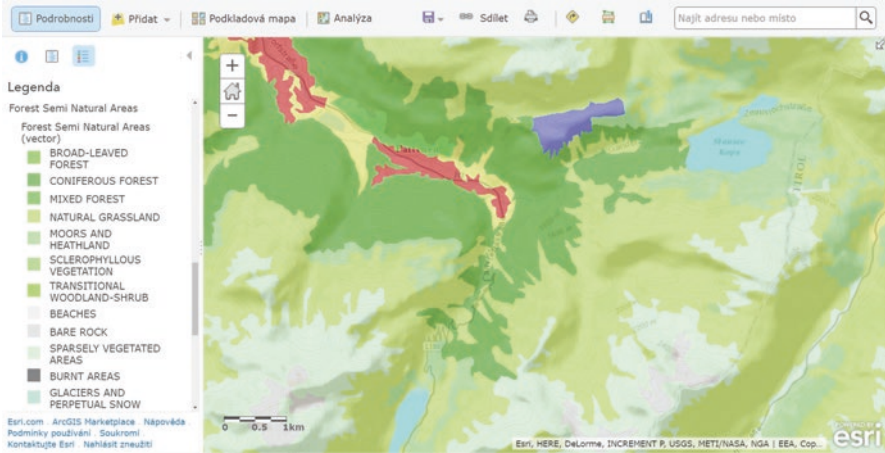 Podrobnosti
Přidat
Podkladová mapa
Analýza
Sdílet
Najít adresu nebo místo
Legenda
Forest Semi Natural Areas
Forest Semi Natural Areas
(vector)
BROAD-LEAVED
FOREST
CONIFEROUS FOREST
MIXED FOREST
NATURAL GRASSLAND
MOORS AND
HEATHLAND
SCLEROPHYLLOUS
VEGETATION
TRANSITIONAL
WOODLAND-SHRUB
BEACHES
BARE ROCK
SPARSELY VEGETATED
AREAS
BURNT AREAS
GLACIERS AND
PERPETUAL SNOW
Esri.com . ArcGIS Marketplace . Nápověda .
Podmínky používání . Soukromí .
Kontaktujte Esri . Nahlásit zneužití
TIROL
0 0.5 1km
Esri, HERE, DeLorme, INCREMENT P, USGS, METI/NASA, NGA | EEA, Cop...
POWERED BY
esri